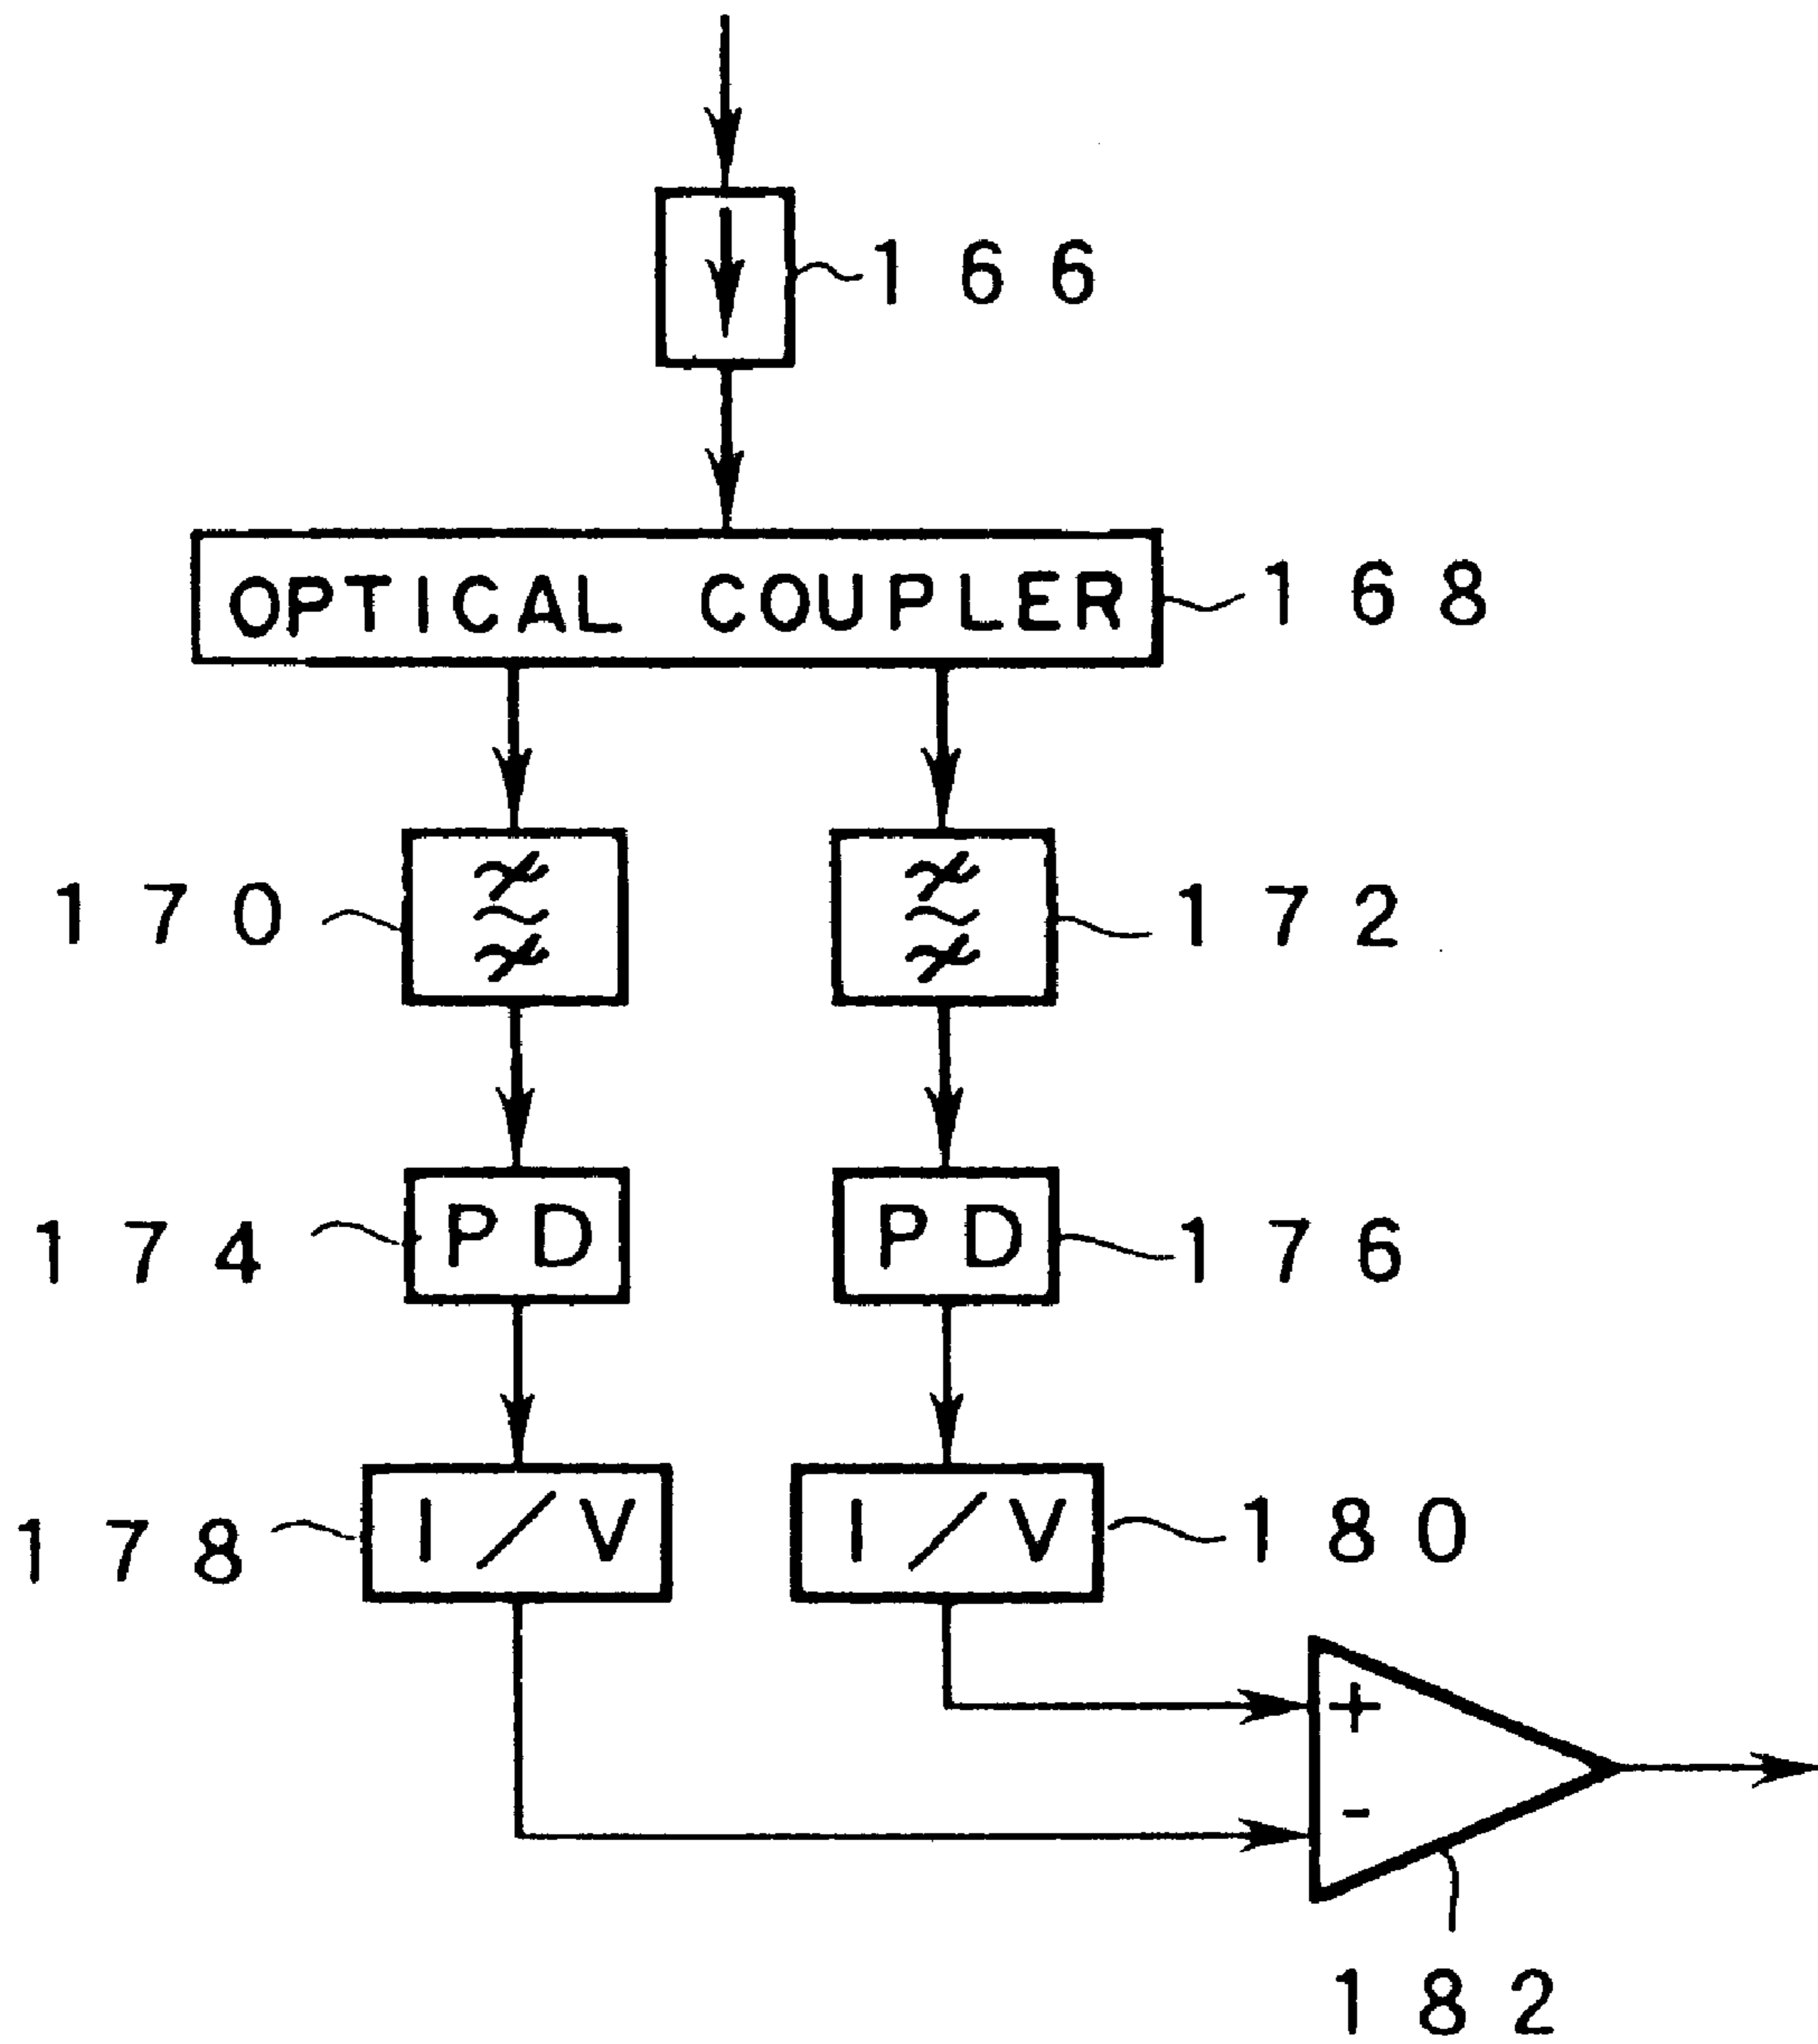 166
OPTICAL COUPLER 168
170 172
174 PD PD 176
178 I/V I/V 180
+
-
182